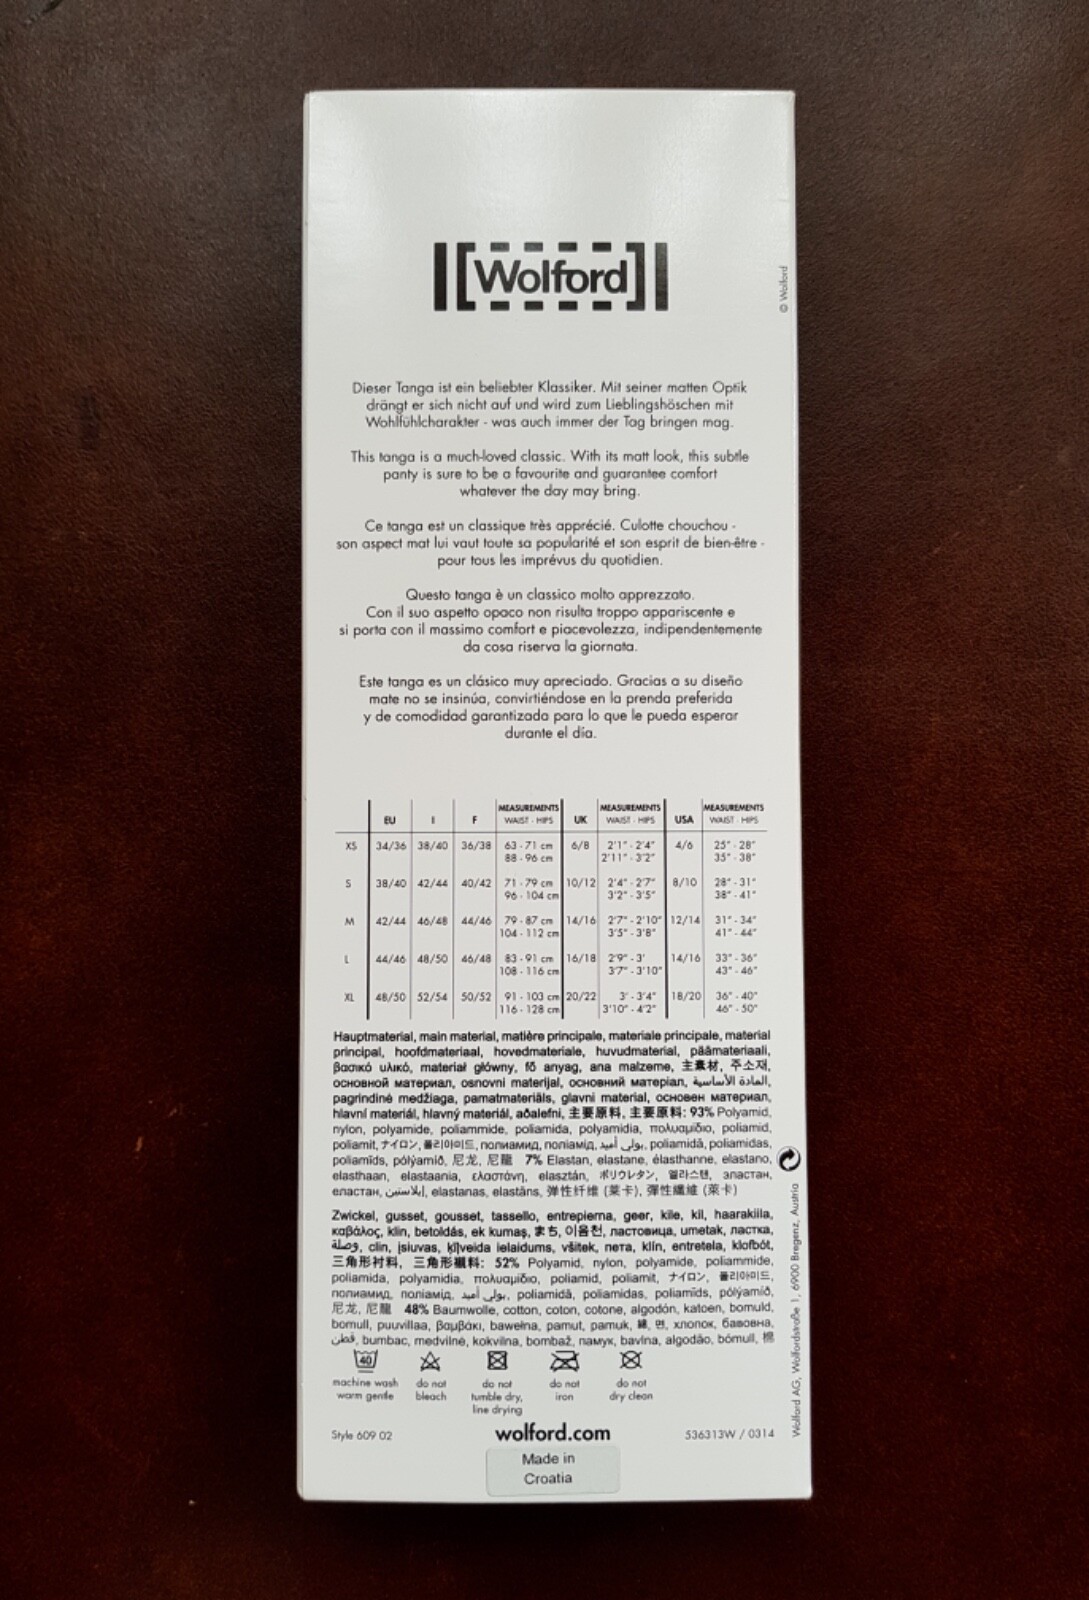 Wolford
© Wolford
Dieser Tanga ist ein beliebter Klassiker. Mit seiner matten Optik
drängt er sich nicht auf und wird zum Lieblingshöschen mit
Wohlfühlcharakter - was auch immer der Tag bringen mag.
This tanga is a much-loved classic. With its matt look, this subtle
panty is sure to be a favourite and guarantee comfort
whatever the day may bring.
Ce tanga est un classique très apprécié. Culotte chouchou -
son aspect mat lui vaut toute sa popularité et son esprit de bien-être -
pour tous les imprévus du quotidien.
Questo tanga è un classico molto apprezzato.
Con il suo aspetto opaco non risulta troppo appariscente e
si porta con il massimo comfort e piacevolezza, indipendentemente
da cosa riserva la giornata.
Este tanga es un clásico muy apreciado. Gracias a su diseño
mate no se insinúa, convirtiéndose en la prenda preferida
y de comodidad garantizada para lo que le pueda esperar
durante el día.
MEASUREMENTS MEASUREMENTS MEASUREMENTS
EU I F WAIST - HIPS UK WAIST - HIPS USA WAIST - HIPS
XS 34/36 38/40 36/38 63 - 71 cm 6/8 2'1" - 2'4" 4/6 25" - 28"
88 - 96 cm 2'11" - 3'2" 35" - 38"
S 38/40 42/44 40/42 71 - 79 cm 10/12 2'4" - 2'7" 8/10 28" - 31"
96 - 104 cm 3'2" - 3'5" 38" - 41"
M 42/44 46/48 44/46 79 - 87 cm 14/16 2'7" - 2'10" 12/14 31" - 34"
104 - 112 cm 3'5" - 3'8" 41" - 44"
L 44/46 48/50 46/48 83 - 91 cm 16/18 2'9" - 3' 14/16 33" - 36"
108 - 116 cm 3'7" - 3'10" 43" - 46"
XL 48/50 52/54 50/52 91 - 103 cm 20/22 3' - 3'4" 18/20 36" - 40"
116 - 128 cm 3'10" - 4'2" 46" - 50"
Hauptmaterial, main material, matière principale, materiale principale, material
principal, hoofdmateriaal, hovedmateriale, huvudmaterial, päämateriaali,
βασικό υλικό, materiał główny, fő anyag, ana malzeme, 主素材, 주소재,
основной материал, osnovni materijal, основний матеріал, المادة الأساسية,
pagrindinė medžiaga, pamatmateriāls, glavni material, основен материал,
hlavní materiál, hlavný materiál, aðalefni, 主要原料, 主要原料: 93% Polyamid,
nylon, polyamide, poliammide, poliamida, polyamidia, πολυαμίδιο, poliamid,
poliamit, ナイロン, 폴리아미드, полиамид, поліамід, بولي أميد, poliamidă, poliamidas,
poliamīds, pólýamíð, 尼龙, 尼龍 7% Elastan, elastane, élasthanne, elastano,
elasthaan, elastaania, ελαστάνη, elasztán, ポリウレタン, 엘라스텐, эластан,
еластан, إيلاستين, elastanas, elastāns, 弹性纤维 (莱卡), 彈性纖維 (萊卡)
Zwickel, gusset, gousset, tassello, entrepierna, geer, kile, kil, haarakiila,
καβάλος, klin, betoldás, ek kumaş, まち, 이음천, ластовица, umetak, ластка,
وصلة, clin, įsiuvas, ķīļveida ielaidums, všitek, пета, klín, entretela, klofbót,
三角形衬料, 三角形襯料: 52% Polyamid, nylon, polyamide, poliammide,
poliamida, polyamidia, πολυαμίδιο, poliamid, poliamit, ナイロン, 폴리아미드,
полиамид, поліамід, بولي أميد, poliamidă, poliamidas, poliamīds, pólýamíð,
尼龙, 尼龍 48% Baumwolle, cotton, coton, cotone, algodón, katoen, bomuld,
bomull, puuvillaa, βαμβάκι, bawełna, pamut, pamuk, 綿, 면, хлопок, бавовна,
قطن, bumbac, medvilnė, kokvilna, bombaž, памук, bavlna, algodão, bómull, 棉
40
machine wash do not do not do not do not
warm gentle bleach tumble dry, iron dry clean
line drying
Style 609 02 wolford.com 536313W / 0314
Made in
Croatia
Wolford AG, Wolfordstraße 1, 6900 Bregenz, Austria